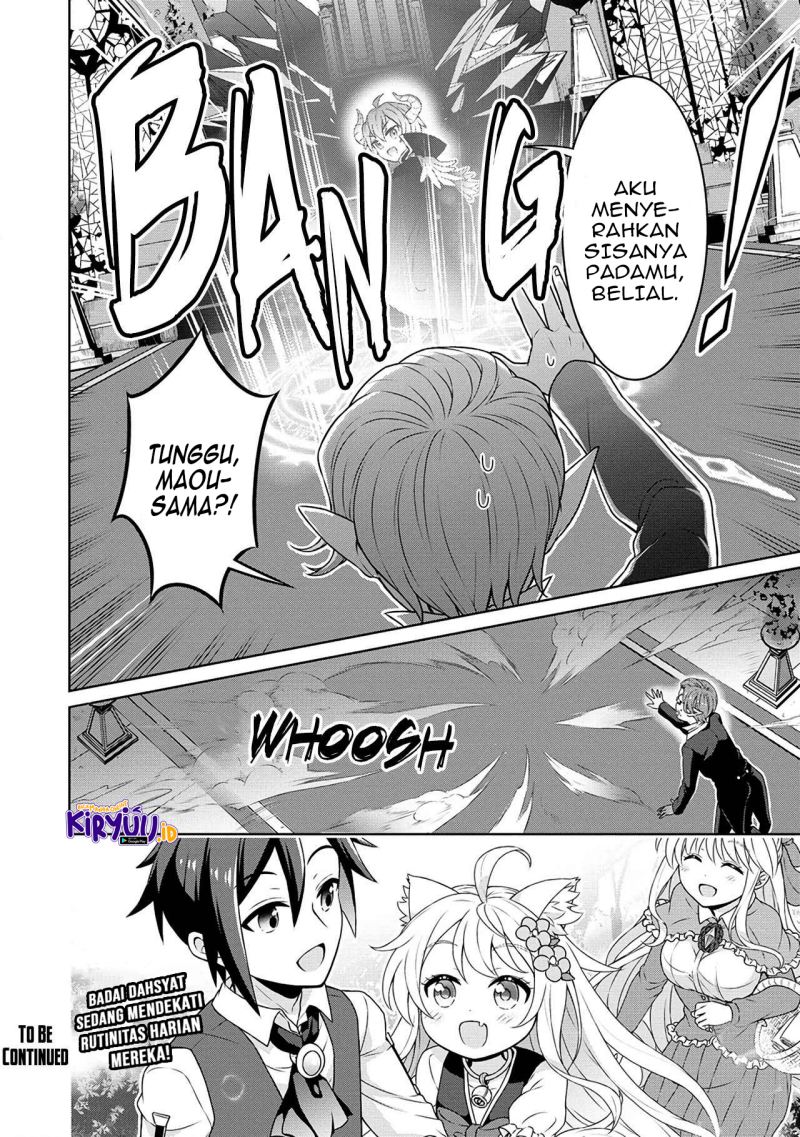 BANG!
AKU
MENYE-
RAHKAN
SISANYA
PADAMU,
BELIAL.
TUNGGU,
MAOU-
SAMA?!
WHOOSH
KIRYUU.id
BADAI DAHSYAT
SEDANG MENDEKATI
RUTINITAS HARIAN
MEREKA!
TO BE
CONTINUED